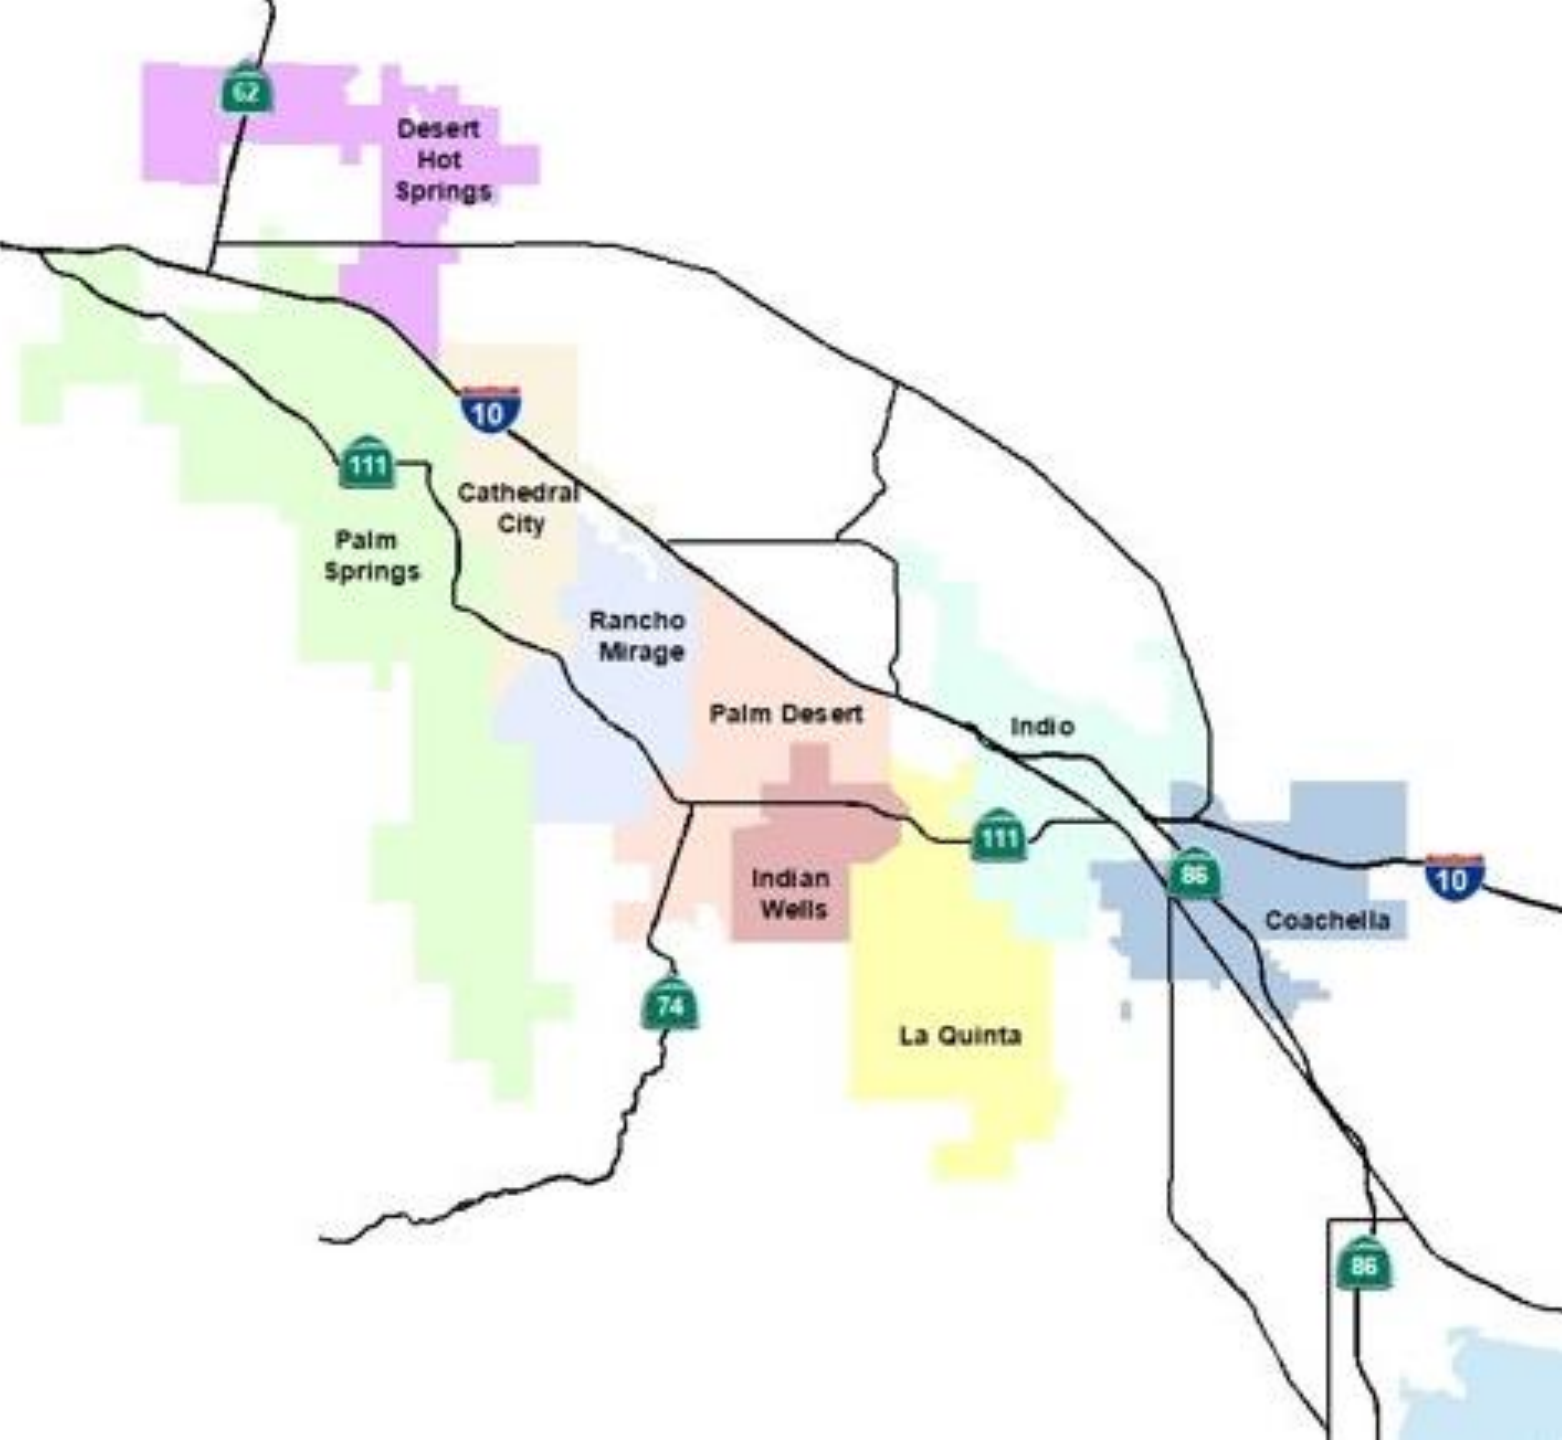 62
Desert
Hot
Springs
10
111
Cathedral
City
Palm
Springs
Rancho
Mirage
Palm Desert
Indio
111
86
10
Indian
Wells
Coachella
74
La Quinta
86